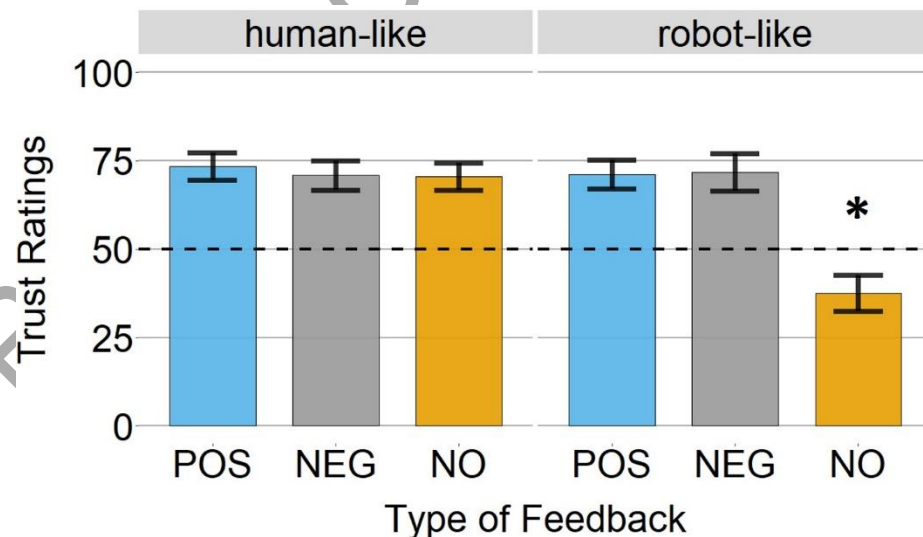 human-like robot-like
100
75
50
25
0
Trust Ratings
*
POS NEG NO POS NEG NO
Type of Feedback